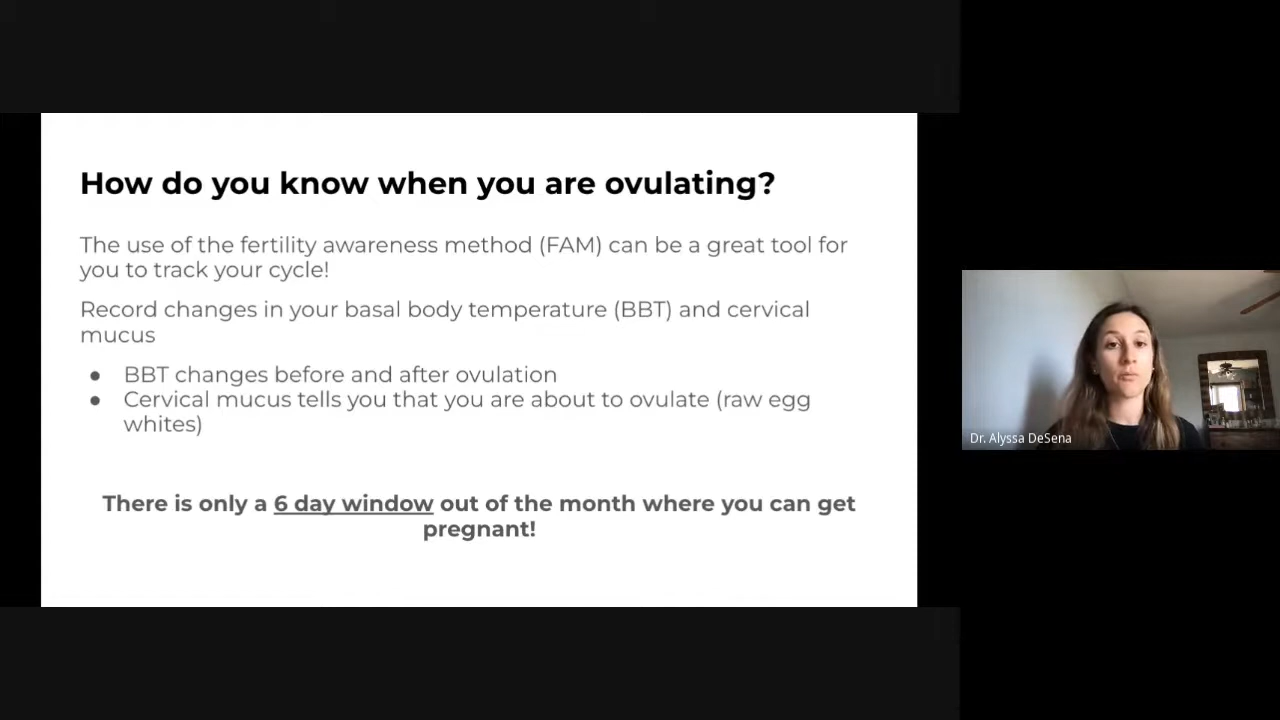 How do you know when you are ovulating?
The use of the fertility awareness method (FAM) can be a great tool for
you to track your cycle!
Record changes in your basal body temperature (BBT) and cervical
mucus
● BBT changes before and after ovulation
● Cervical mucus tells you that you are about to ovulate (raw egg
whites)
There is only a 6 day window out of the month where you can get
pregnant!
Dr. Alyssa DeSena